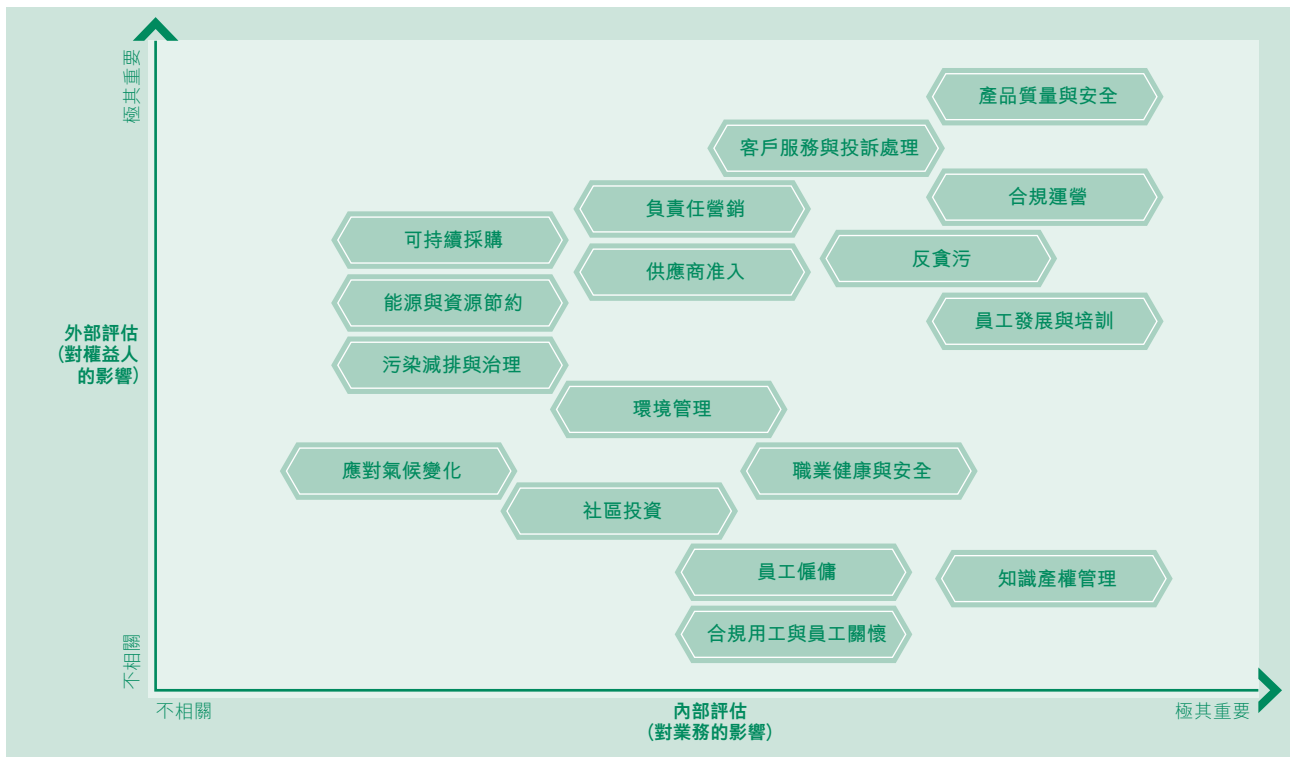 極其重要
產品質量與安全
客戶服務與投訴處理
合規運營
負責任營銷
可持續採購
反貪污
供應商准入
能源與資源節約
員工發展與培訓
外部評估
(對權益人
的影響)
污染減排與治理
環境管理
應對氣候變化
職業健康與安全
社區投資
員工僱傭
知識產權管理
合規用工與員工關懷
不相關
不相關
內部評估
(對業務的影響)
極其重要